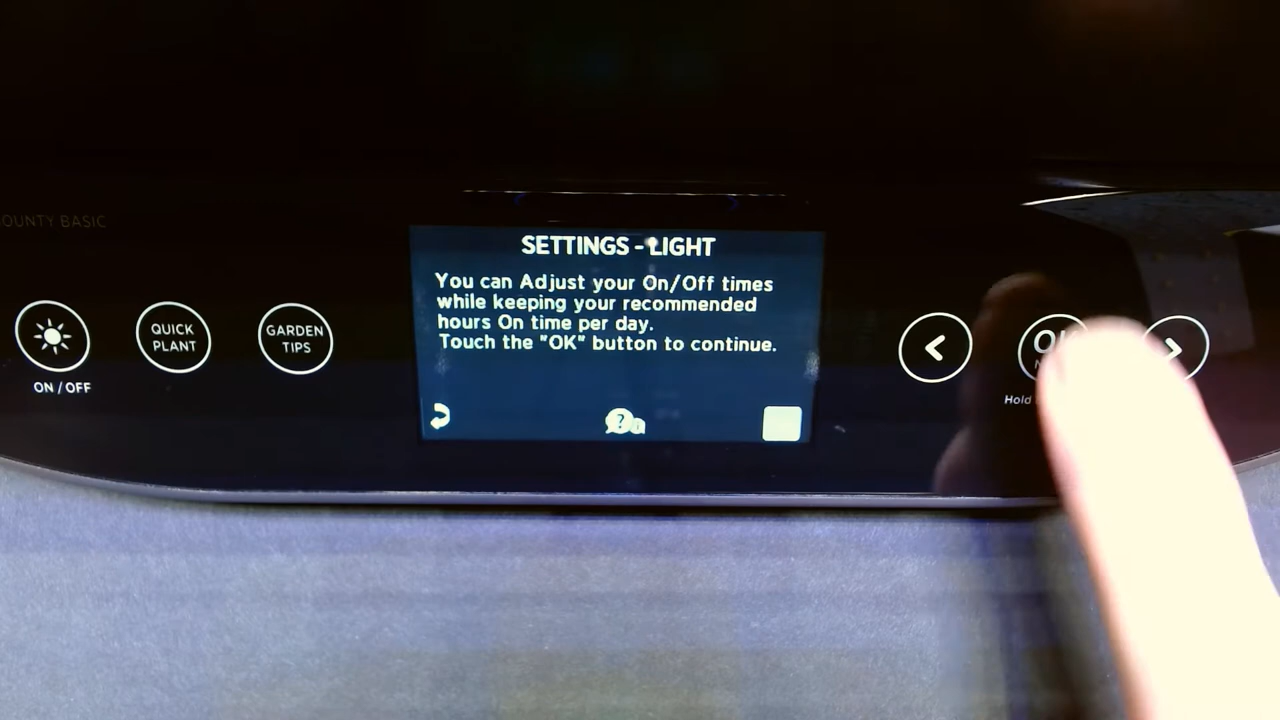 OUNTY BASIC
SETTINGS - LIGHT
You can Adjust your On/Off times
while keeping your recommended
hours On time per day.
Touch the "OK" button to continue.
QUICK
PLANT
GARDEN
TIPS
ON / OFF
Hold